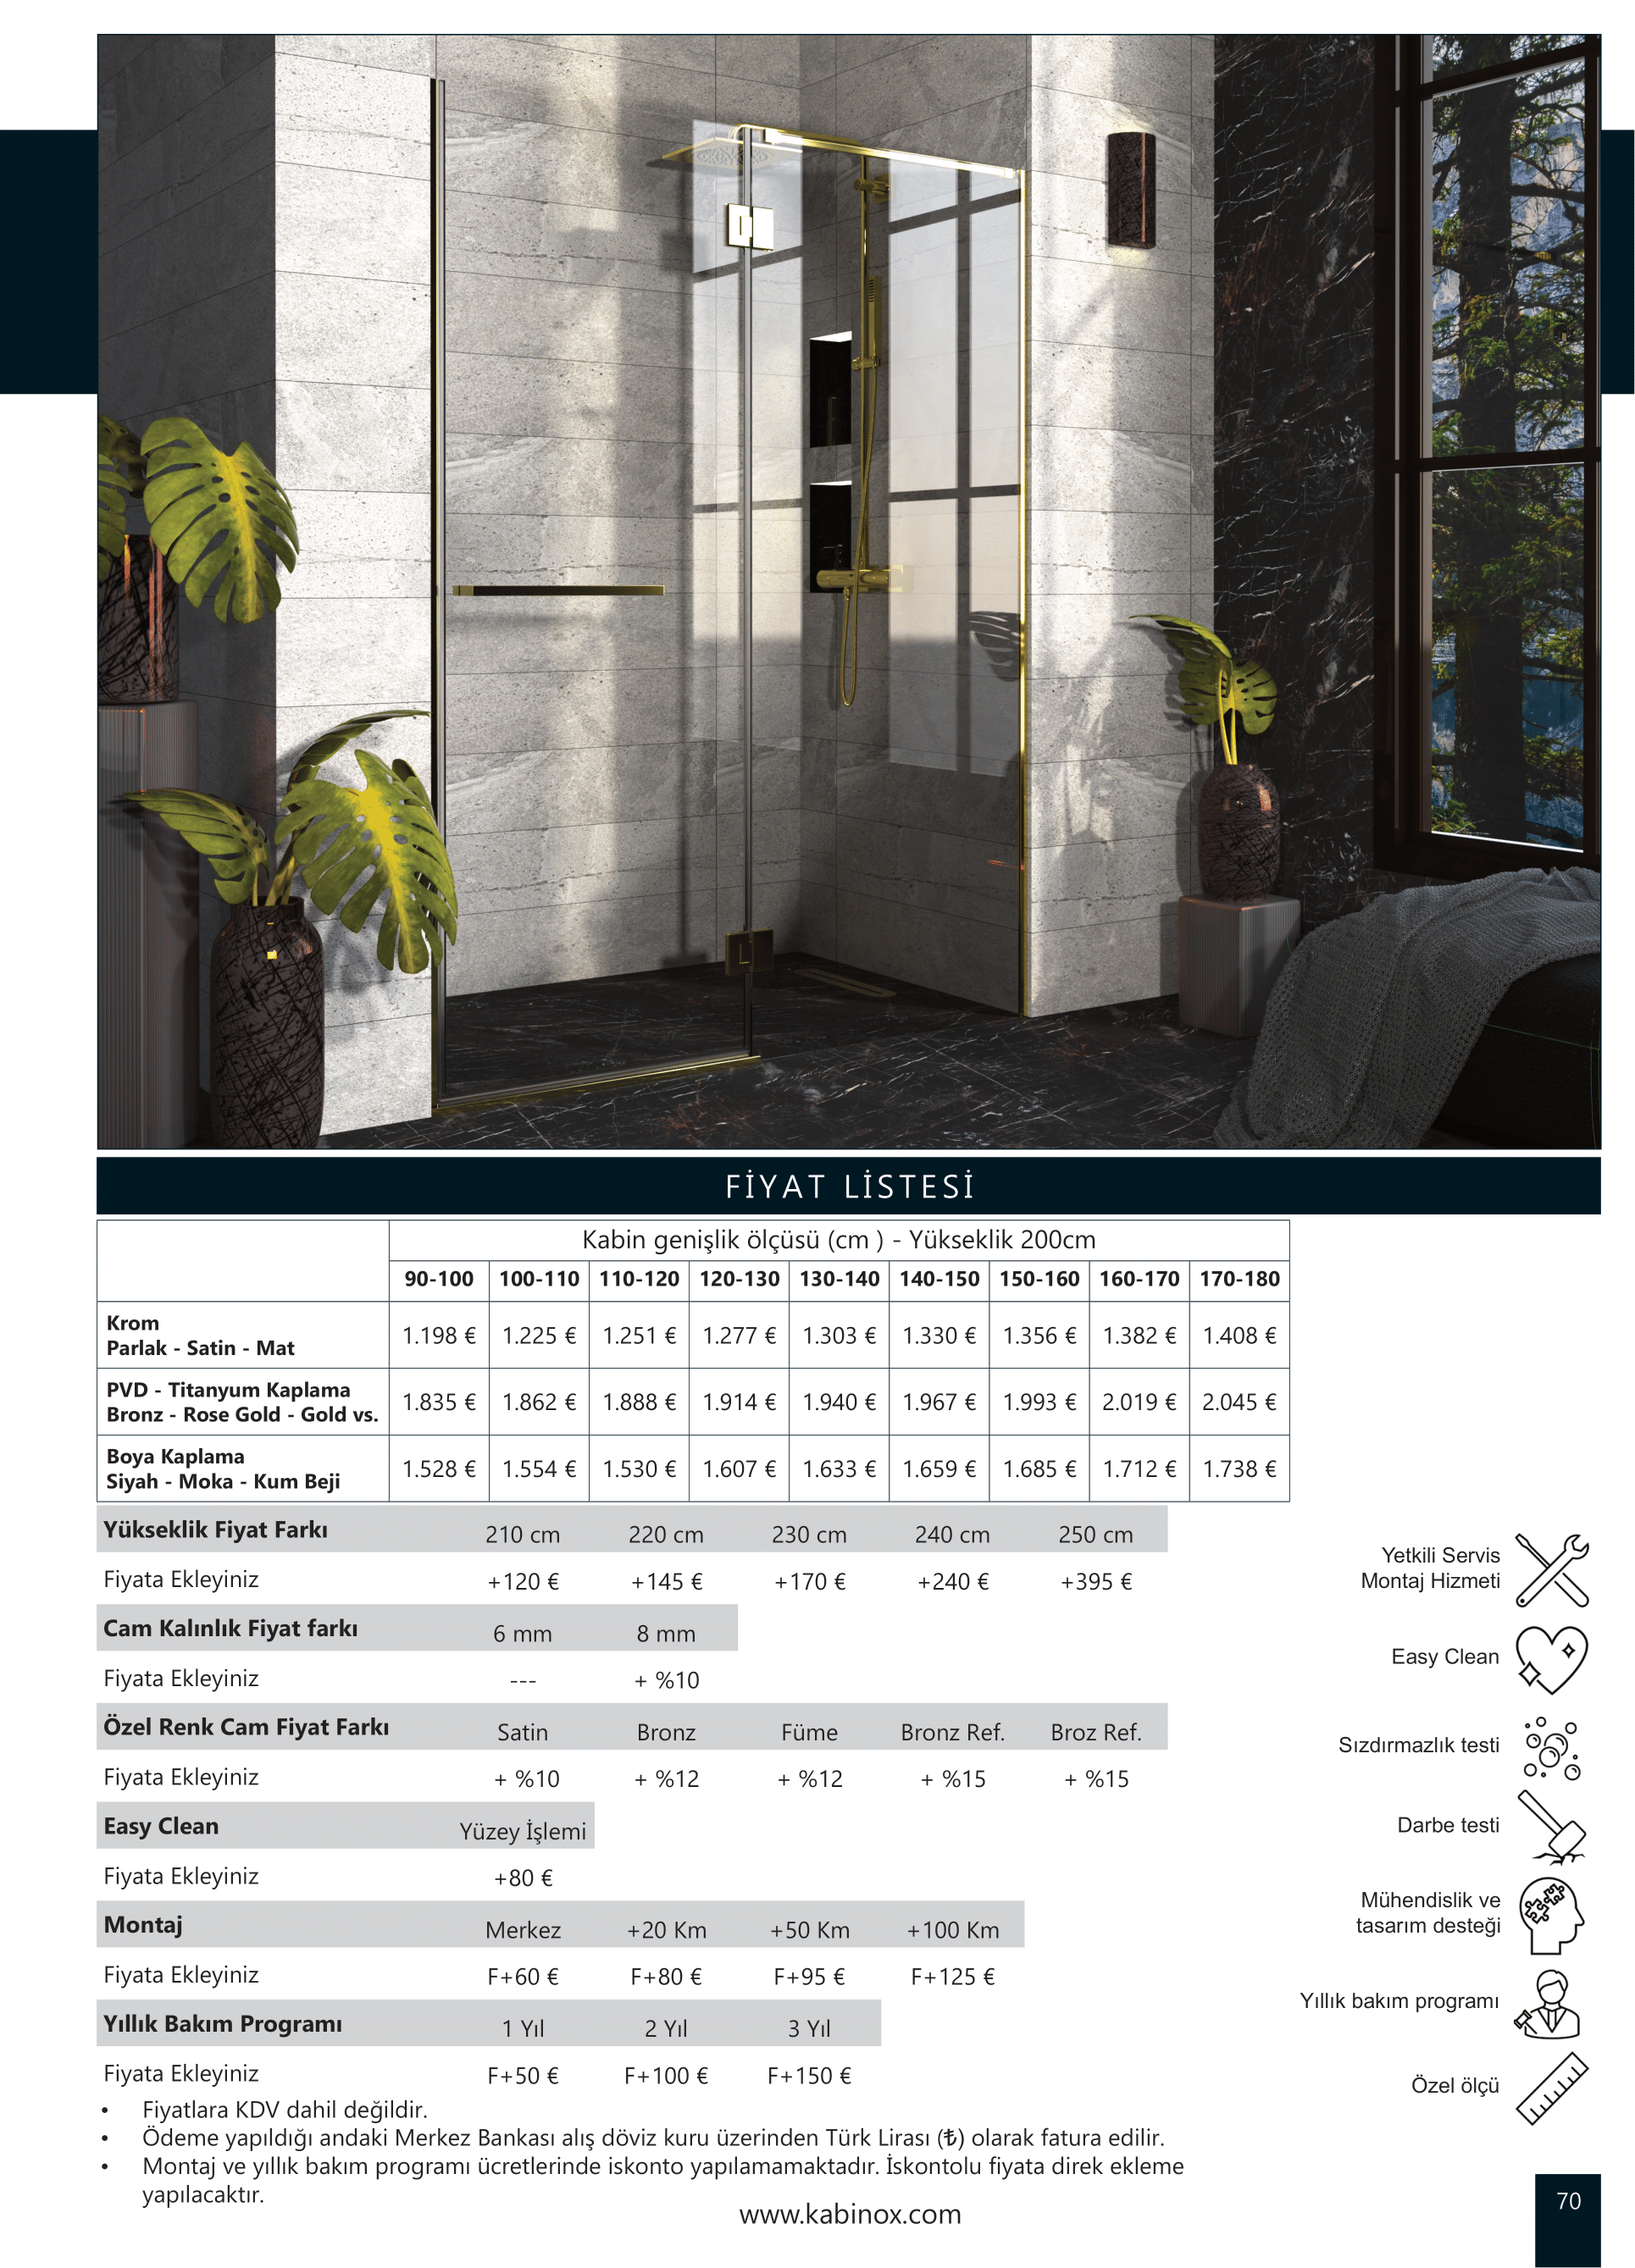 FİYAT LİSTESİ
Kabin genişlik ölçüsü (cm ) - Yükseklik 200cm
90-100 100-110 110-120 120-130 130-140 140-150 150-160 160-170 170-180
Krom
Parlak - Satin - Mat
1.198 € 1.225 € 1.251 € 1.277 € 1.303 € 1.330 € 1.356 € 1.382 € 1.408 €
PVD - Titanyum Kaplama
Bronz - Rose Gold - Gold vs.
1.835 € 1.862 € 1.888 € 1.914 € 1.940 € 1.967 € 1.993 € 2.019 € 2.045 €
Boya Kaplama
Siyah - Moka - Kum Beji
1.528 € 1.554 € 1.530 € 1.607 € 1.633 € 1.659 € 1.685 € 1.712 € 1.738 €
Yükseklik Fiyat Farkı 210 cm 220 cm 230 cm 240 cm 250 cm
Fiyata Ekleyiniz +120 € +145 € +170 € +240 € +395 €
Cam Kalınlık Fiyat farkı 6 mm 8 mm
Fiyata Ekleyiniz --- + %10
Özel Renk Cam Fiyat Farkı Satin Bronz Füme Bronz Ref. Broz Ref.
Fiyata Ekleyiniz + %10 + %12 + %12 + %15 + %15
Easy Clean Yüzey İşlemi
Fiyata Ekleyiniz +80 €
Montaj Merkez +20 Km +50 Km +100 Km
Fiyata Ekleyiniz F+60 € F+80 € F+95 € F+125 €
Yıllık Bakım Programı 1 Yıl 2 Yıl 3 Yıl
Fiyata Ekleyiniz F+50 € F+100 € F+150 €
• Fiyatlara KDV dahil değildir.
• Ödeme yapıldığı andaki Merkez Bankası alış döviz kuru üzerinden Türk Lirası (₺) olarak fatura edilir.
• Montaj ve yıllık bakım programı ücretlerinde iskonto yapılamamaktadır. İskontolu fiyata direk ekleme
yapılacaktır.
Yetkili Servis
Montaj Hizmeti
Easy Clean
Sızdırmazlık testi
Darbe testi
Mühendislik ve
tasarım desteği
Yıllık bakım programı
Özel ölçü
www.kabinox.com
70